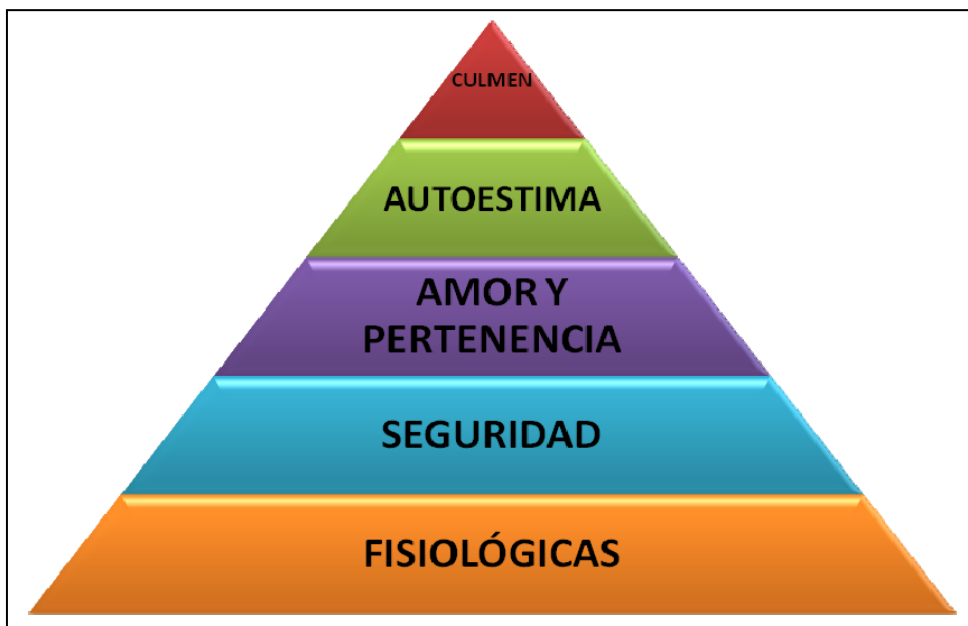 CULMEN
AUTOESTIMA
AMOR Y
PERTENENCIA
SEGURIDAD
FISIOLÓGICAS